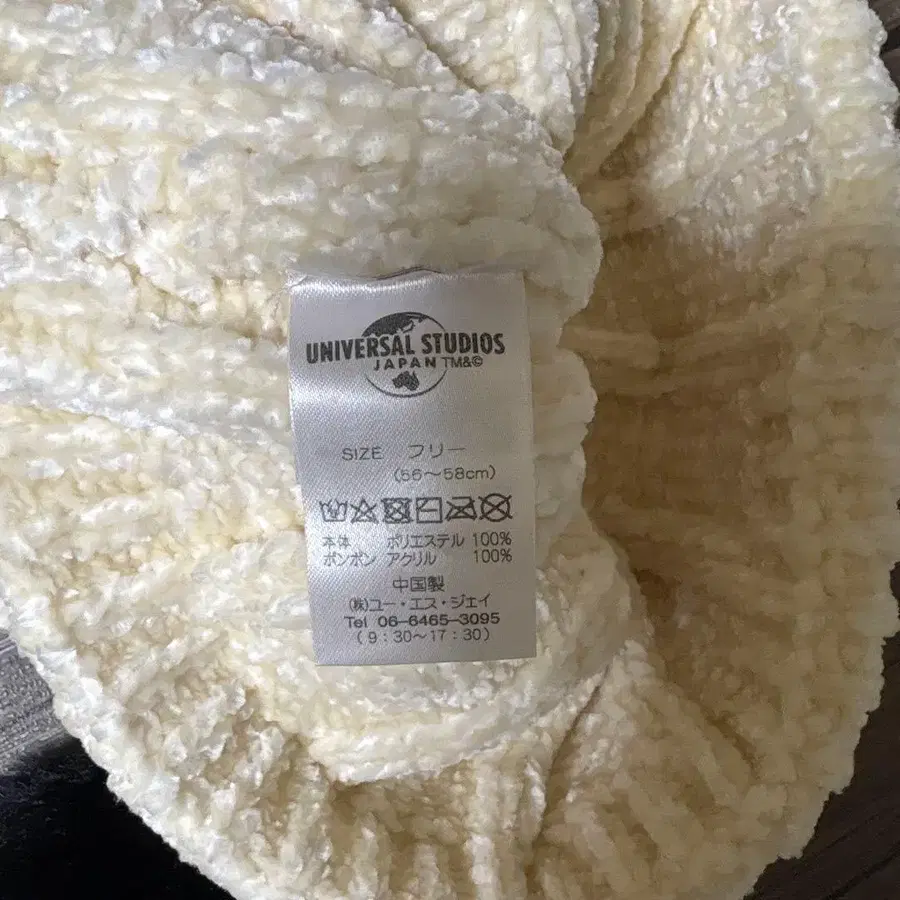 UNIVERSAL STUDIOS
JAPAN TM&©
SIZE フリー
(56～58cm)
本体 ポリエステル 100%
ポンポン アクリル 100%
中国製
㈱ユー・エス・ジェイ
Tel 06-6465-3095
(9:30～17:30)